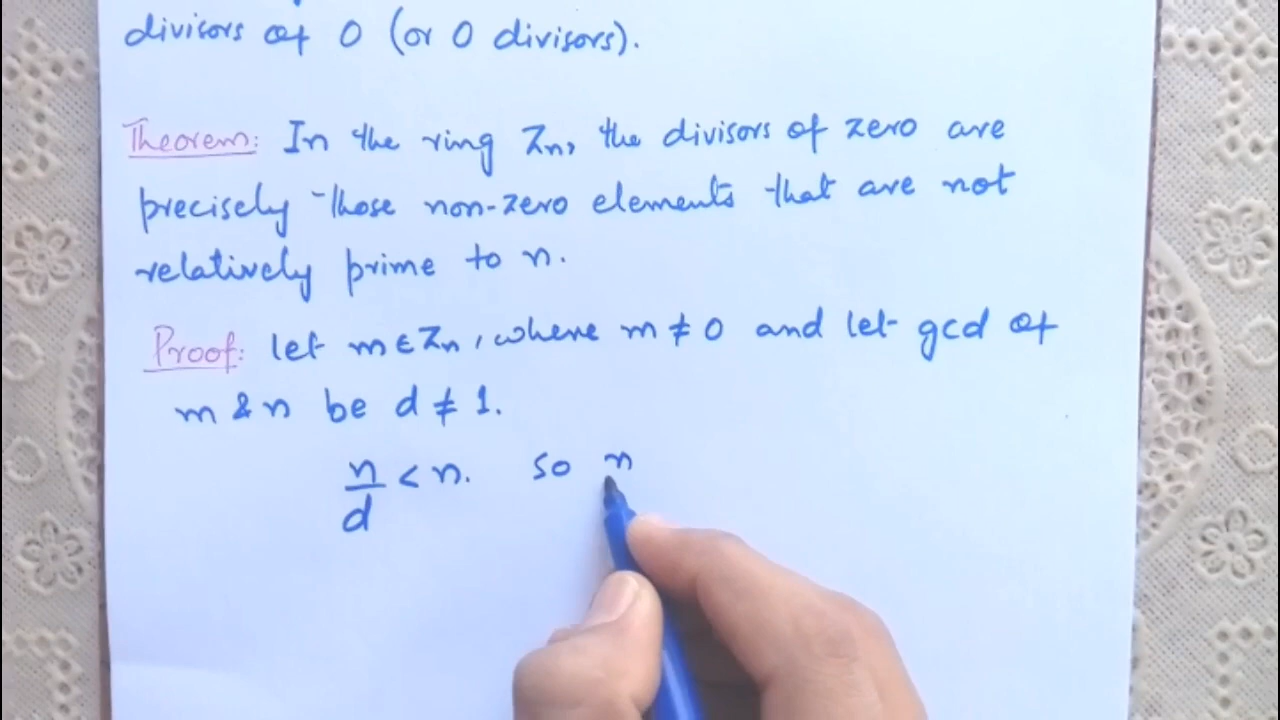 divisors of 0 (or 0 divisors).
Theorem: In the ring Zn, the divisors of zero are
precisely those non-zero elements that are not
relatively prime to n.
Proof: let m ∈ Zn, where m ≠ 0 and let gcd of
m & n be d ≠ 1.
n/d < n. so n